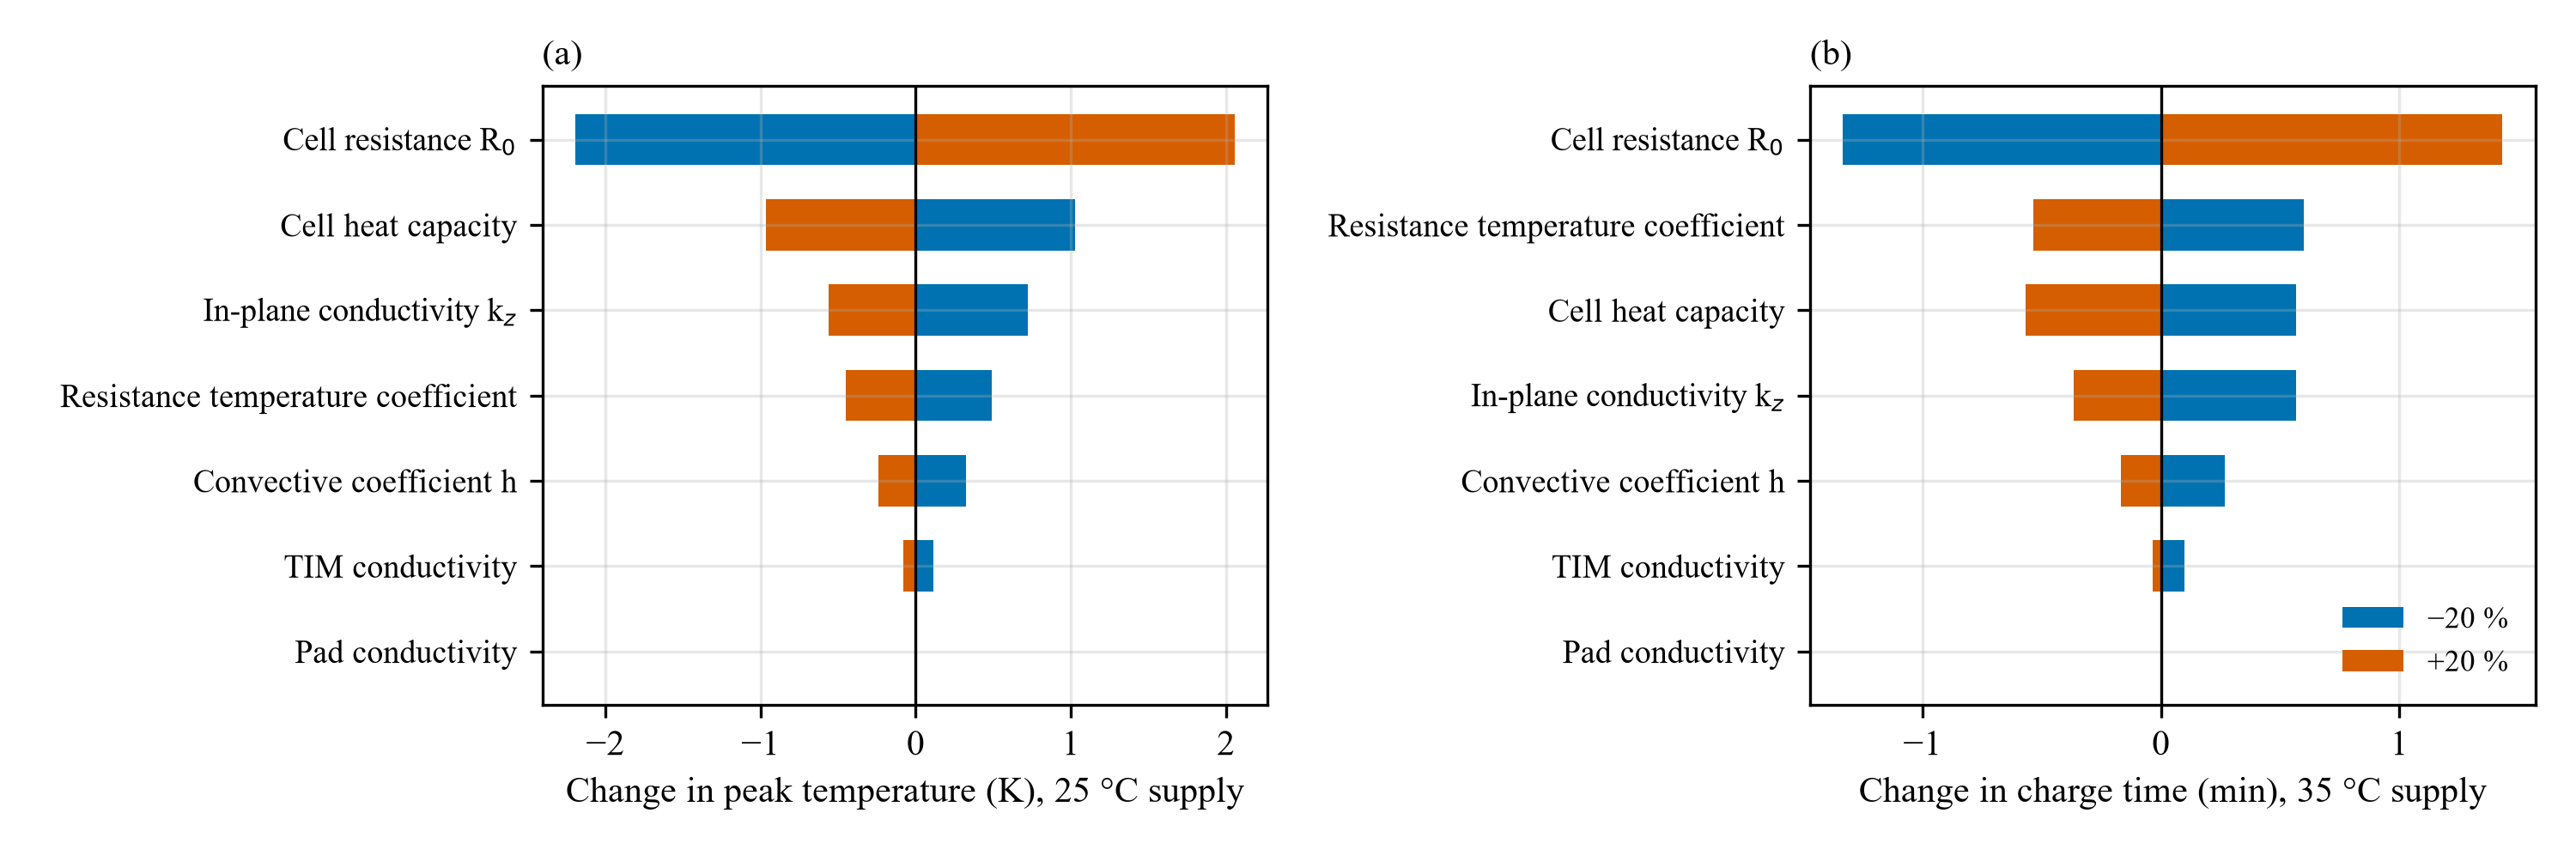 (a)
Cell resistance R₀
Cell heat capacity
In-plane conductivity k_z
Resistance temperature coefficient
Convective coefficient h
TIM conductivity
Pad conductivity
−2 −1 0 1 2
Change in peak temperature (K), 25 °C supply
(b)
Cell resistance R₀
Resistance temperature coefficient
Cell heat capacity
In-plane conductivity k_z
Convective coefficient h
TIM conductivity
Pad conductivity
−20 %
+20 %
−1 0 1
Change in charge time (min), 35 °C supply